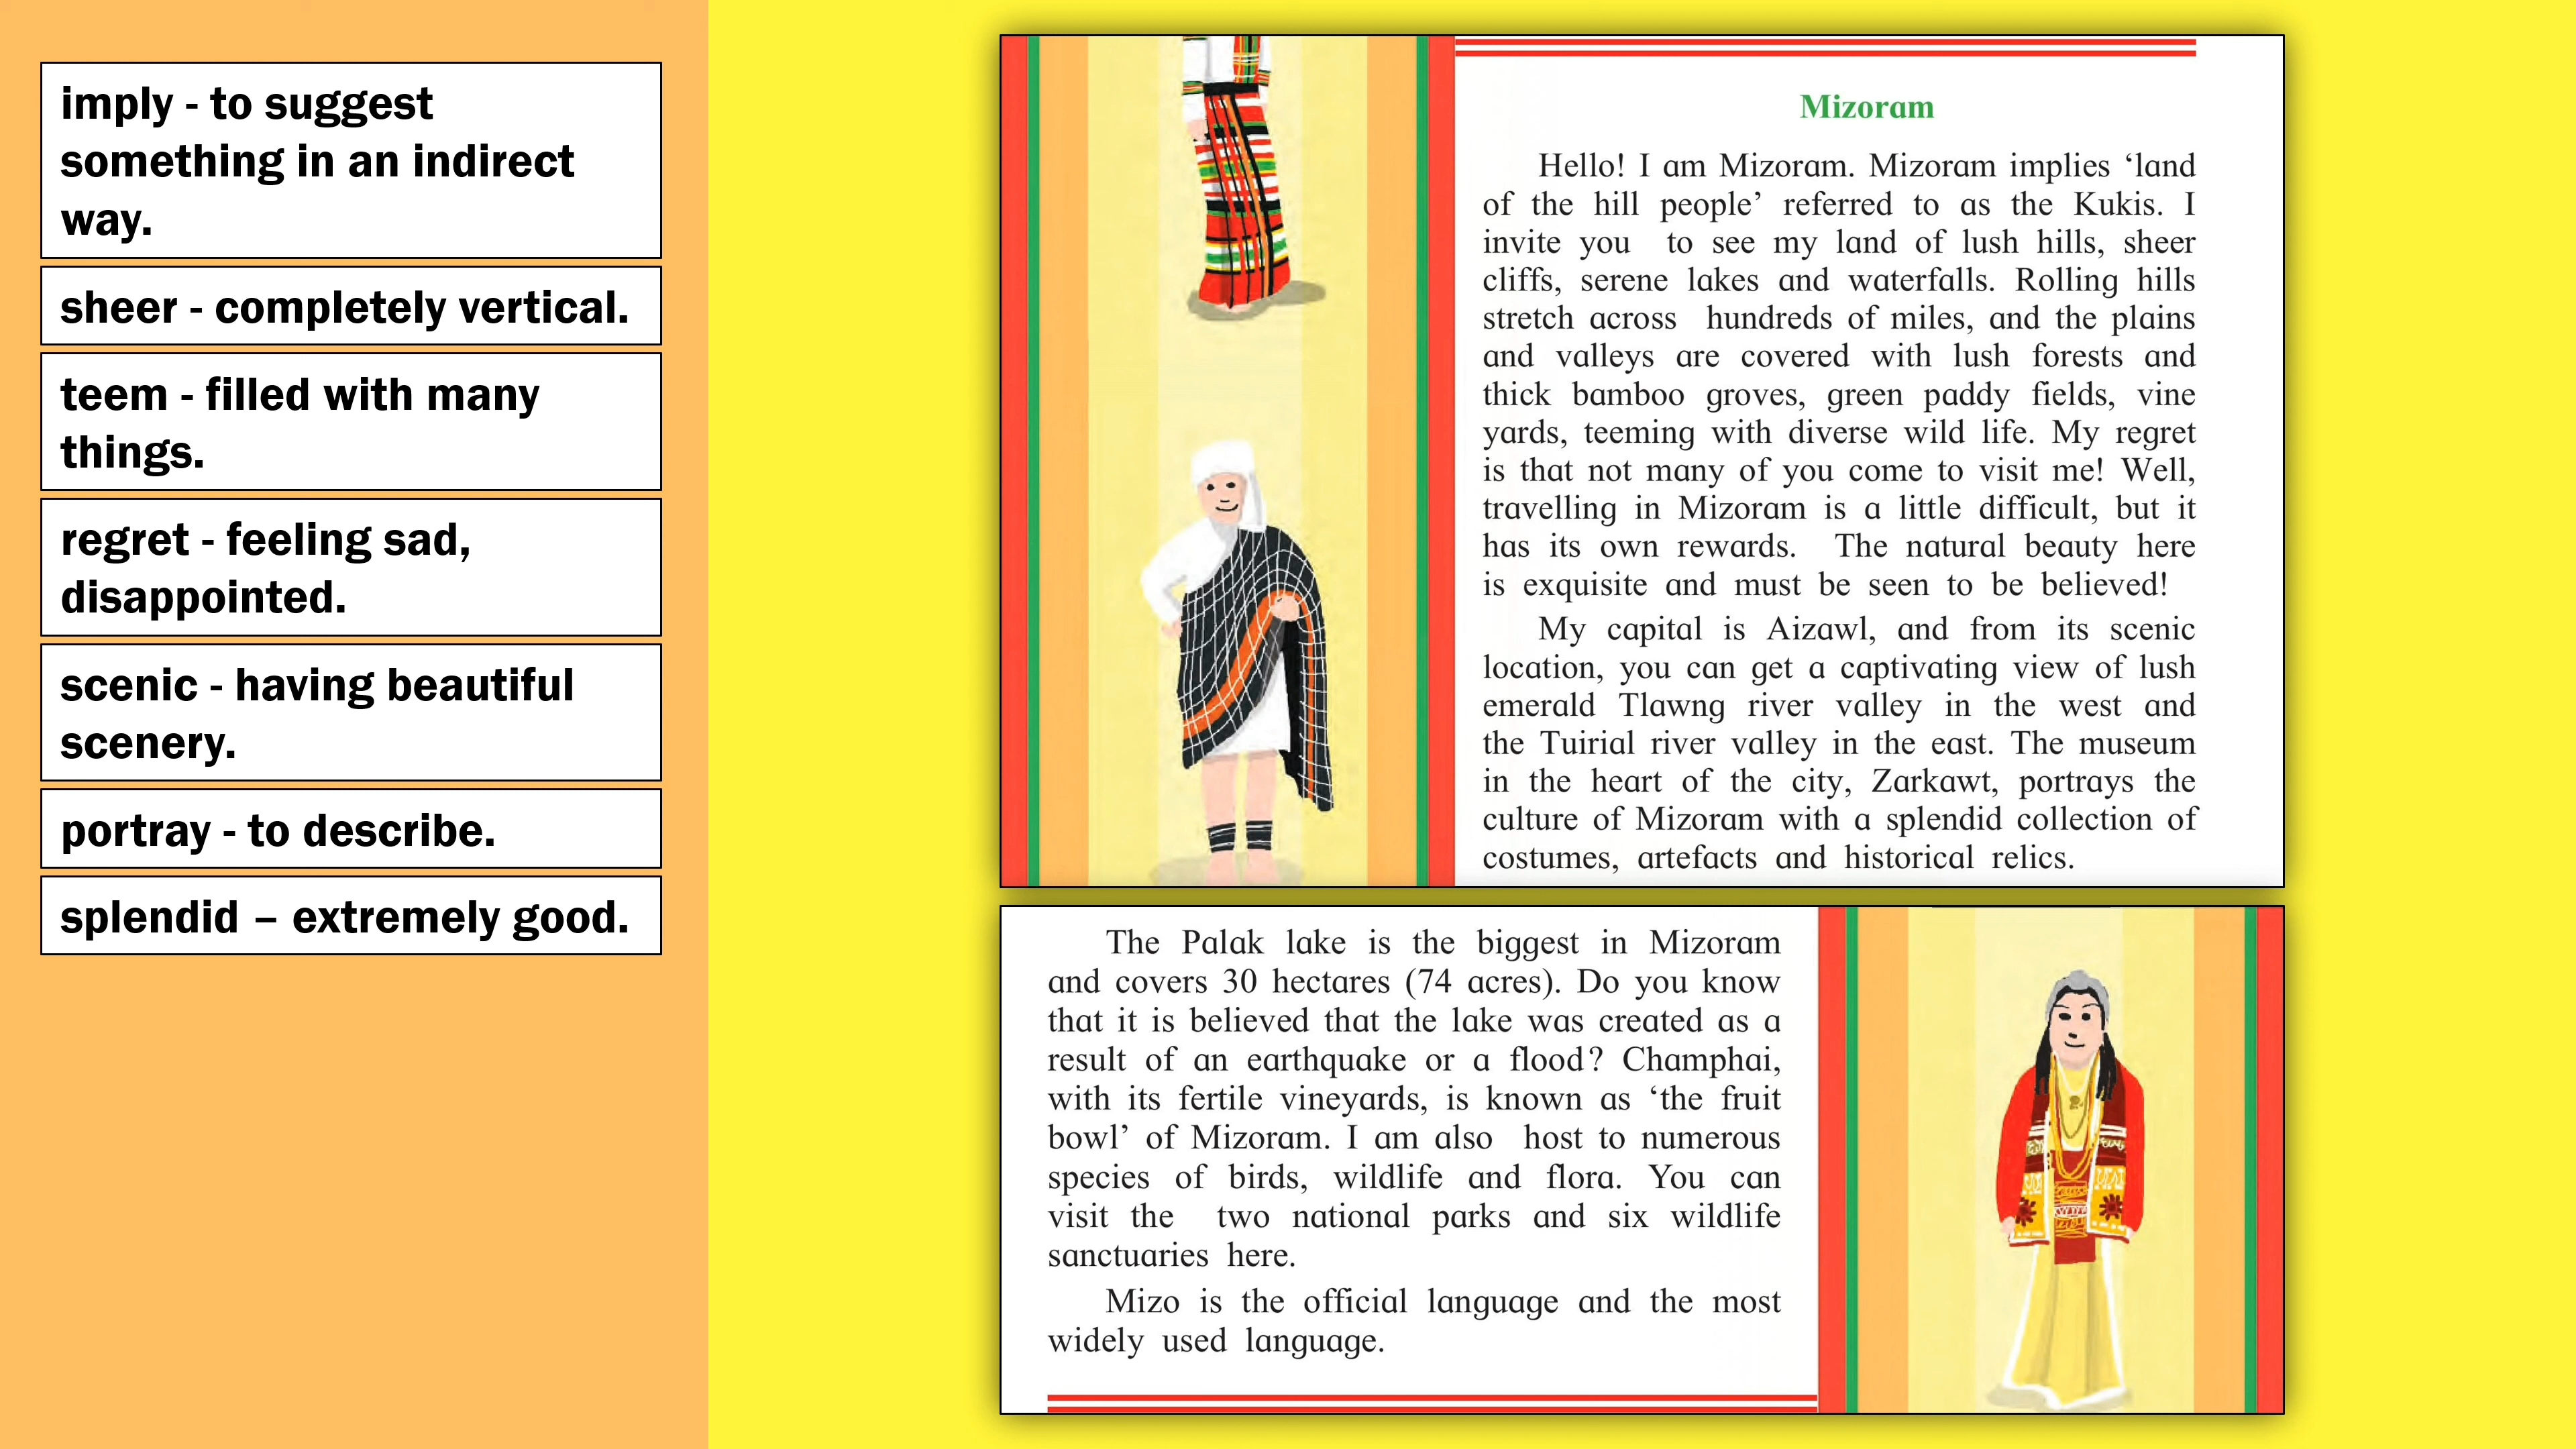 imply - to suggest
something in an indirect
way.
sheer - completely vertical.
teem - filled with many
things.
regret - feeling sad,
disappointed.
scenic - having beautiful
scenery.
portray - to describe.
splendid – extremely good.
Mizoram
Hello! I am Mizoram. Mizoram implies ‘land
of the hill people’ referred to as the Kukis. I
invite you to see my land of lush hills, sheer
cliffs, serene lakes and waterfalls. Rolling hills
stretch across hundreds of miles, and the plains
and valleys are covered with lush forests and
thick bamboo groves, green paddy fields, vine
yards, teeming with diverse wild life. My regret
is that not many of you come to visit me! Well,
travelling in Mizoram is a little difficult, but it
has its own rewards. The natural beauty here
is exquisite and must be seen to be believed!
My capital is Aizawl, and from its scenic
location, you can get a captivating view of lush
emerald Tlawng river valley in the west and
the Tuirial river valley in the east. The museum
in the heart of the city, Zarkawt, portrays the
culture of Mizoram with a splendid collection of
costumes, artefacts and historical relics.
The Palak lake is the biggest in Mizoram
and covers 30 hectares (74 acres). Do you know
that it is believed that the lake was created as a
result of an earthquake or a flood? Champhai,
with its fertile vineyards, is known as ‘the fruit
bowl’ of Mizoram. I am also host to numerous
species of birds, wildlife and flora. You can
visit the two national parks and six wildlife
sanctuaries here.
Mizo is the official language and the most
widely used language.